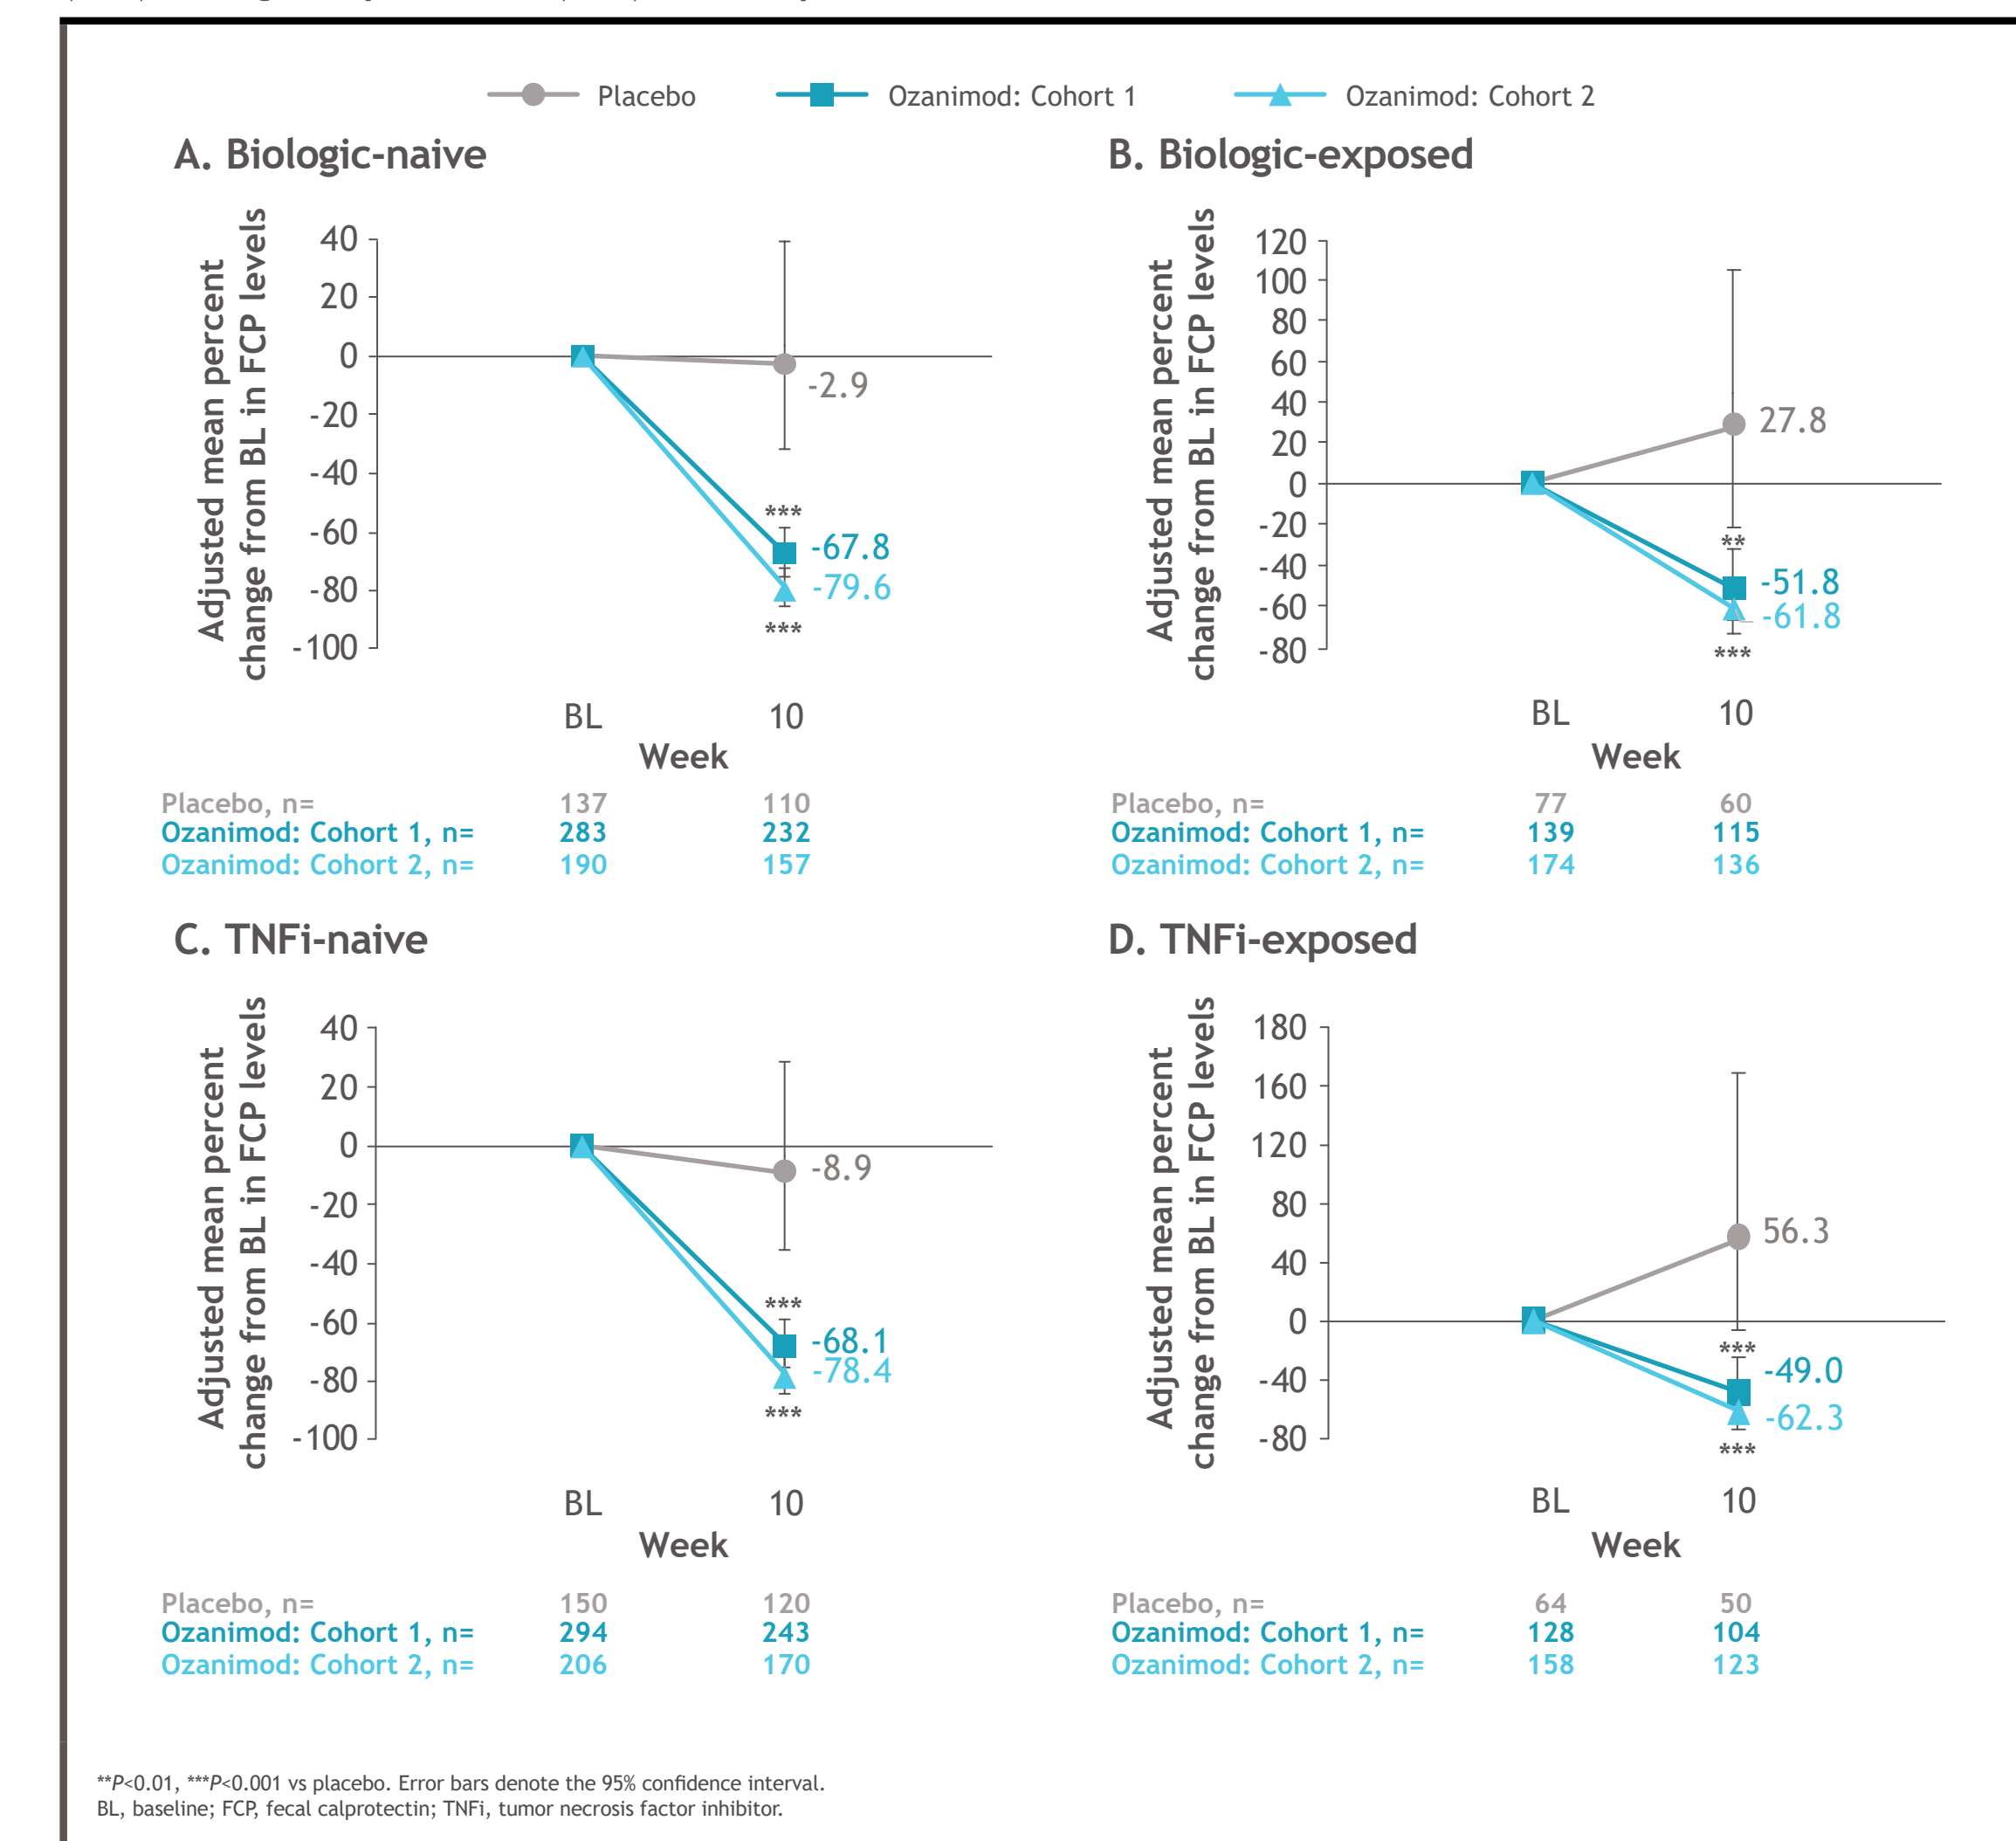 Placebo Ozanimod: Cohort 1 Ozanimod: Cohort 2
A. Biologic-naive
Adjusted mean percent
change from BL in FCP levels
40
20
0
-20
-40
-60
-80
-100
-2.9
***
-67.8
-79.6
***
BL 10
Week
Placebo, n= 137 110
Ozanimod: Cohort 1, n= 283 232
Ozanimod: Cohort 2, n= 190 157
B. Biologic-exposed
Adjusted mean percent
change from BL in FCP levels
120
100
80
60
40
20
0
-20
-40
-60
-80
27.8
**
-51.8
-61.8
***
BL 10
Week
Placebo, n= 77 60
Ozanimod: Cohort 1, n= 139 115
Ozanimod: Cohort 2, n= 174 136
C. TNFi-naive
Adjusted mean percent
change from BL in FCP levels
40
20
0
-20
-40
-60
-80
-100
-8.9
***
-68.1
-78.4
***
BL 10
Week
Placebo, n= 150 120
Ozanimod: Cohort 1, n= 294 243
Ozanimod: Cohort 2, n= 206 170
D. TNFi-exposed
Adjusted mean percent
change from BL in FCP levels
180
160
120
80
40
0
-40
-80
56.3
***
-49.0
-62.3
***
BL 10
Week
Placebo, n= 64 50
Ozanimod: Cohort 1, n= 128 104
Ozanimod: Cohort 2, n= 158 123
**P<0.01, ***P<0.001 vs placebo. Error bars denote the 95% confidence interval.
BL, baseline; FCP, fecal calprotectin; TNFi, tumor necrosis factor inhibitor.